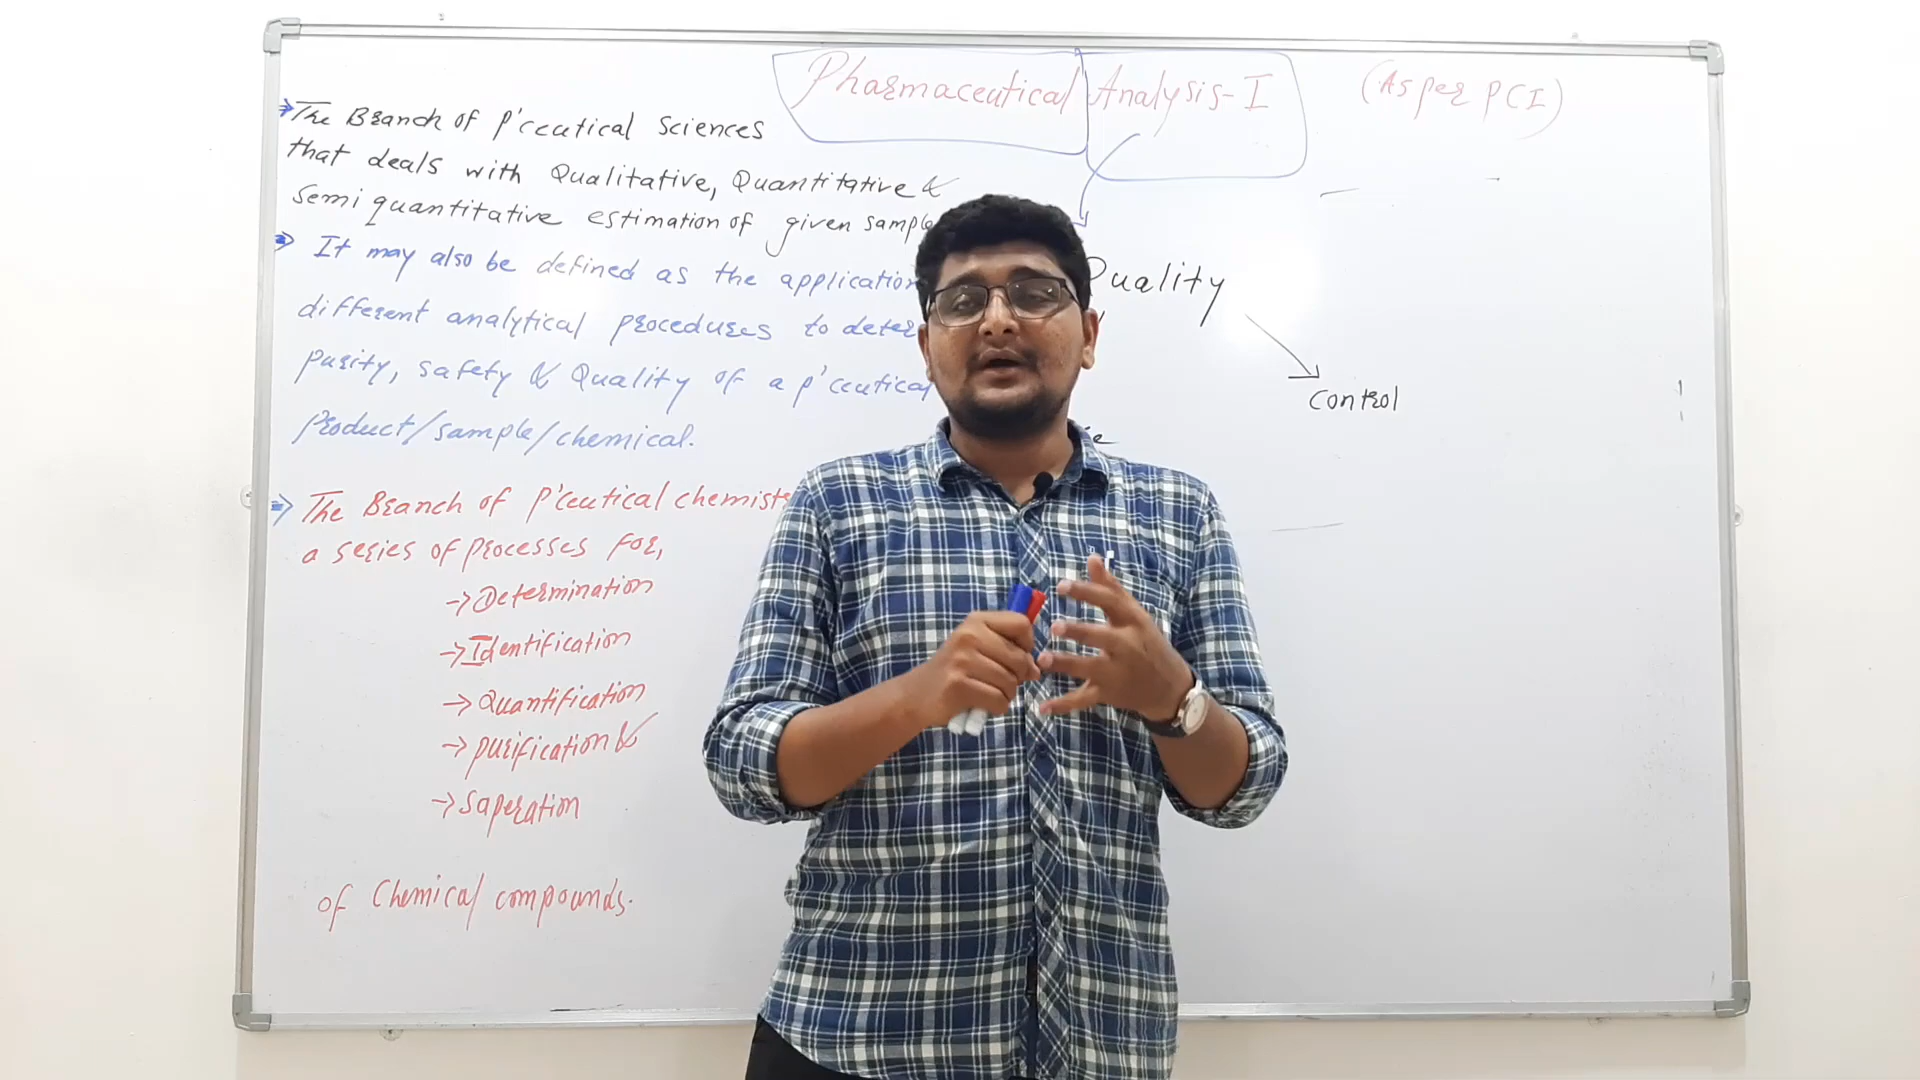 Pharmaceutical Analysis-I (As per PCI)
The Branch of P'ceutical Sciences
that deals with Qualitative, Quantitative &
Semi quantitative estimation of given sample
It may also be defined as the application
different analytical procedures to deter
purity, safety & Quality of a p'ceutical
Product/sample/chemical.
The Branch of P'ceutical chemist
a series of processes for,
→ Determination
→ Identification
→ Quantification
→ purification &
→ Saperation
of Chemical compounds.
Quality
Control